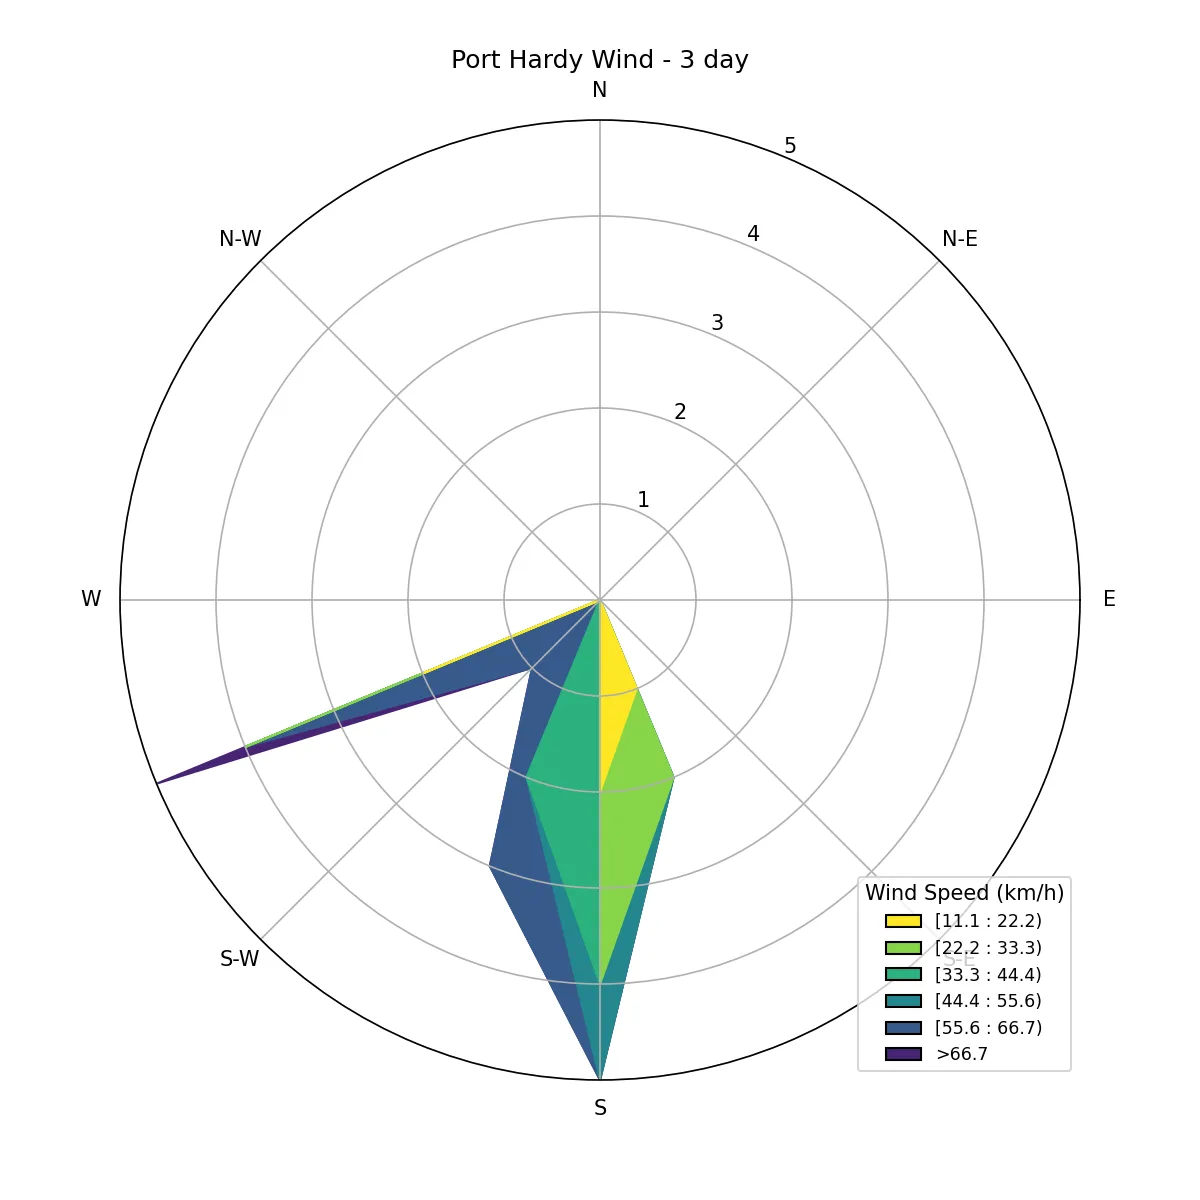 Port Hardy Wind - 3 day
N
5
4
N-W
N-E
3
2
1
W
E
Wind Speed (km/h)
[11.1 : 22.2)
[22.2 : 33.3)
S-W
S-E
[33.3 : 44.4)
[44.4 : 55.6)
[55.6 : 66.7)
>66.7
S